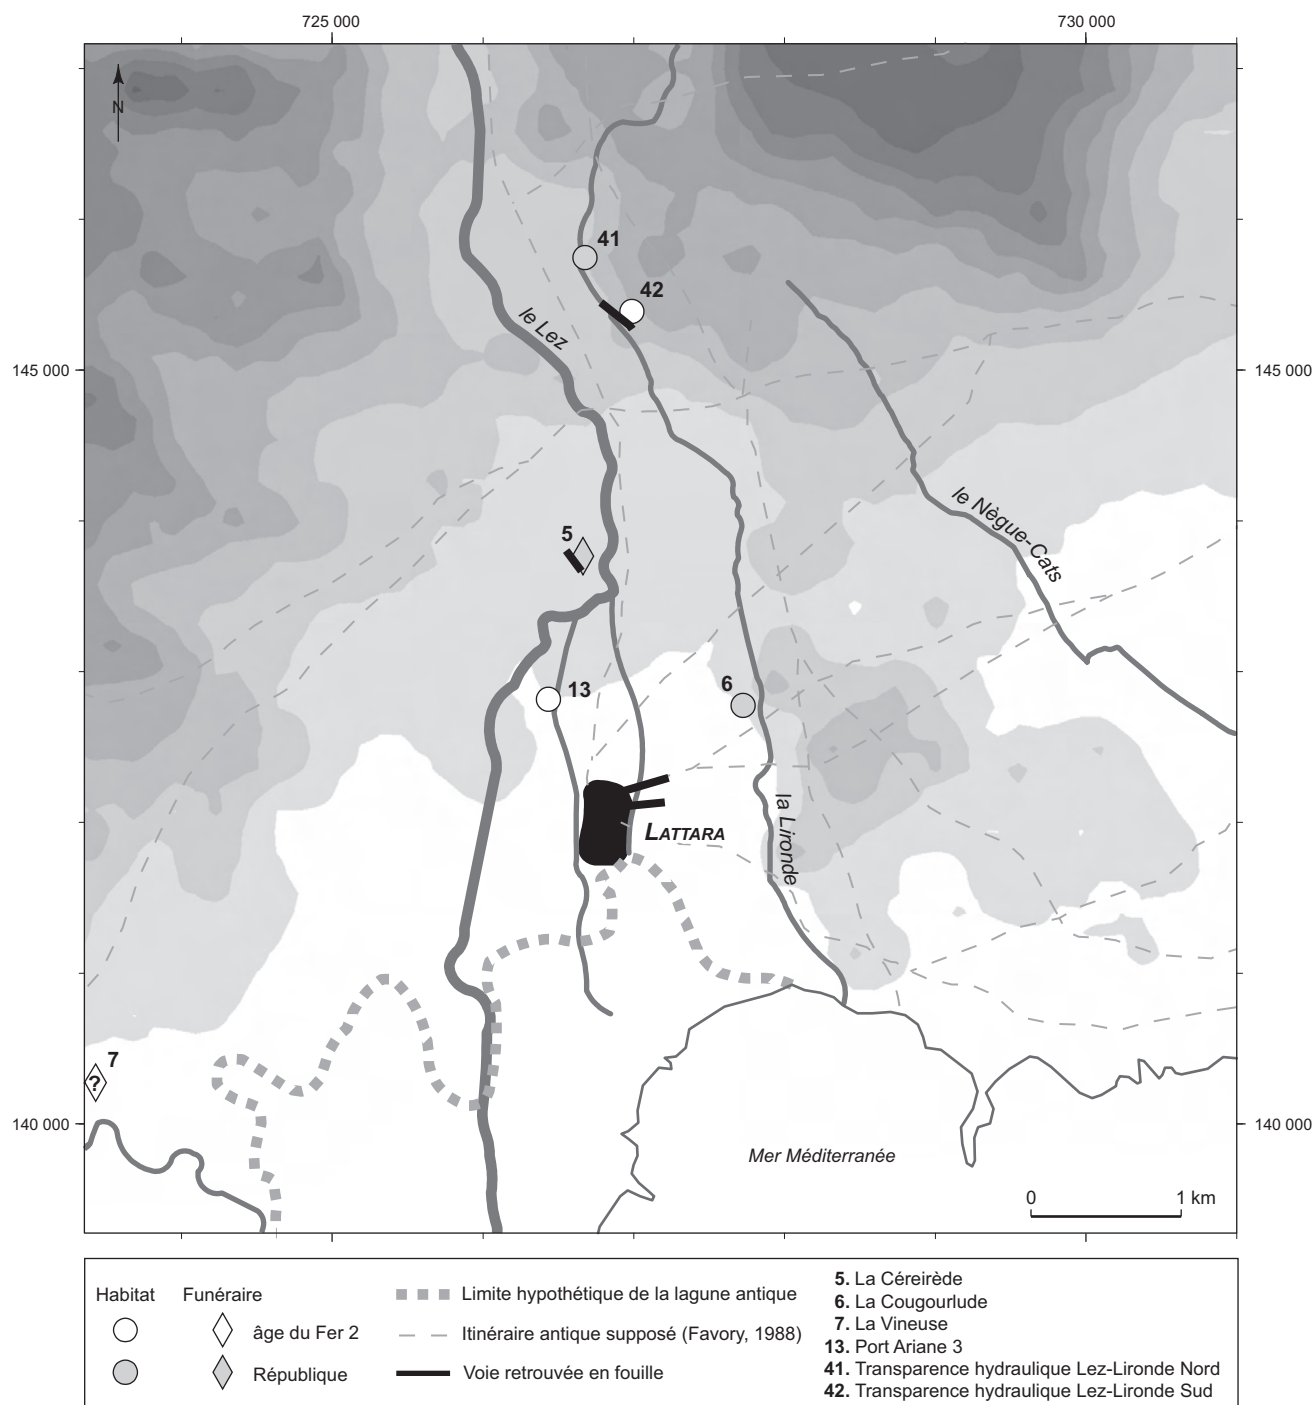 725 000
730 000
N
41
42
le Lez
145 000
145 000
le Nègue-Cats
5
13
6
LATTARA
la Lironde
7
?
140 000
140 000
Mer Méditerranée
0
1 km
Habitat
Funéraire
âge du Fer 2
République
Limite hypothétique de la lagune antique
Itinéraire antique supposé (Favory, 1988)
Voie retrouvée en fouille
5. La Céreirède
6. La Cougourlude
7. La Vineuse
13. Port Ariane 3
41. Transparence hydraulique Lez-Lironde Nord
42. Transparence hydraulique Lez-Lironde Sud